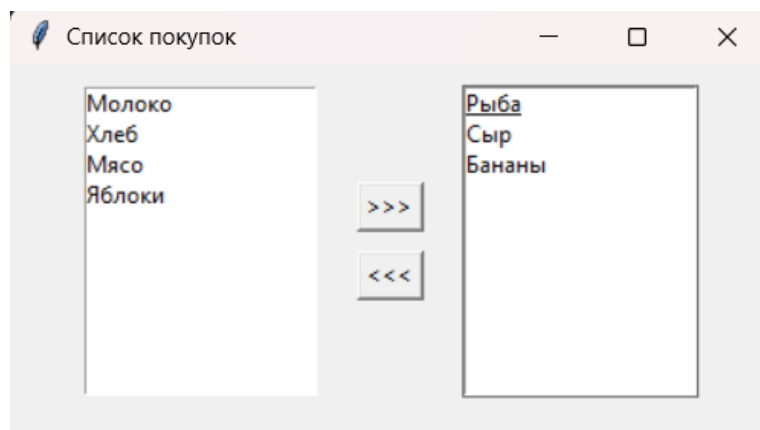 Список покупок
Молоко
Хлеб
Мясо
Яблоки
>>>
<<<
Рыба
Сыр
Бананы